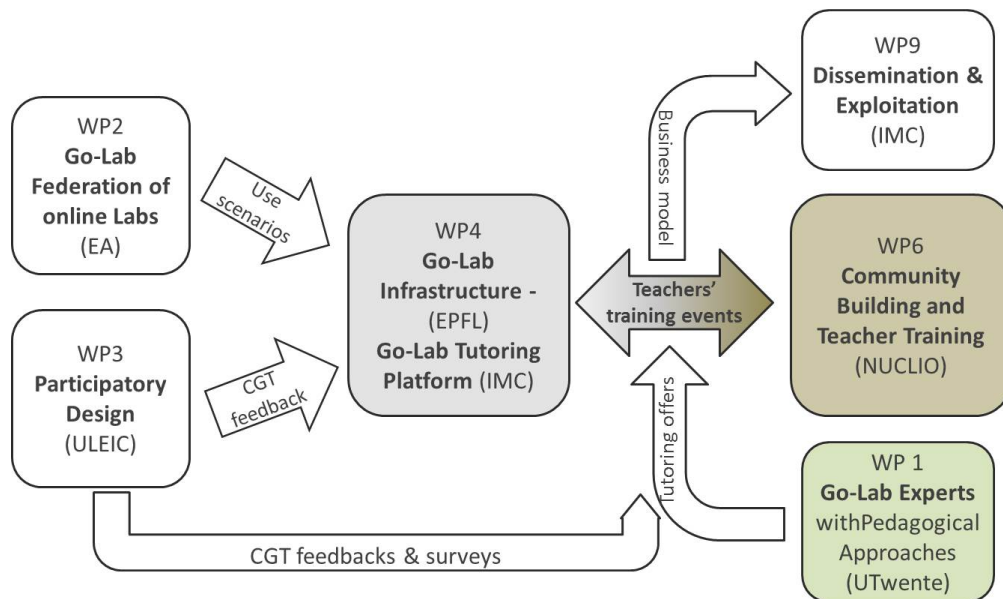 WP2
Go-Lab
Federation of
online Labs
(EA)
Use
scenarios
WP3
Participatory
Design
(ULEIC)
CGT
feedback
CGT feedbacks & surveys
WP4
Go-Lab
Infrastructure -
(EPFL)
Go-Lab Tutoring
Platform (IMC)
Business model
Teachers'
training events
Tutoring offers
WP9
Dissemination &
Exploitation
(IMC)
WP6
Community
Building and
Teacher Training
(NUCLIO)
WP 1
Go-Lab Experts
withPedagogical
Approaches
(UTwente)